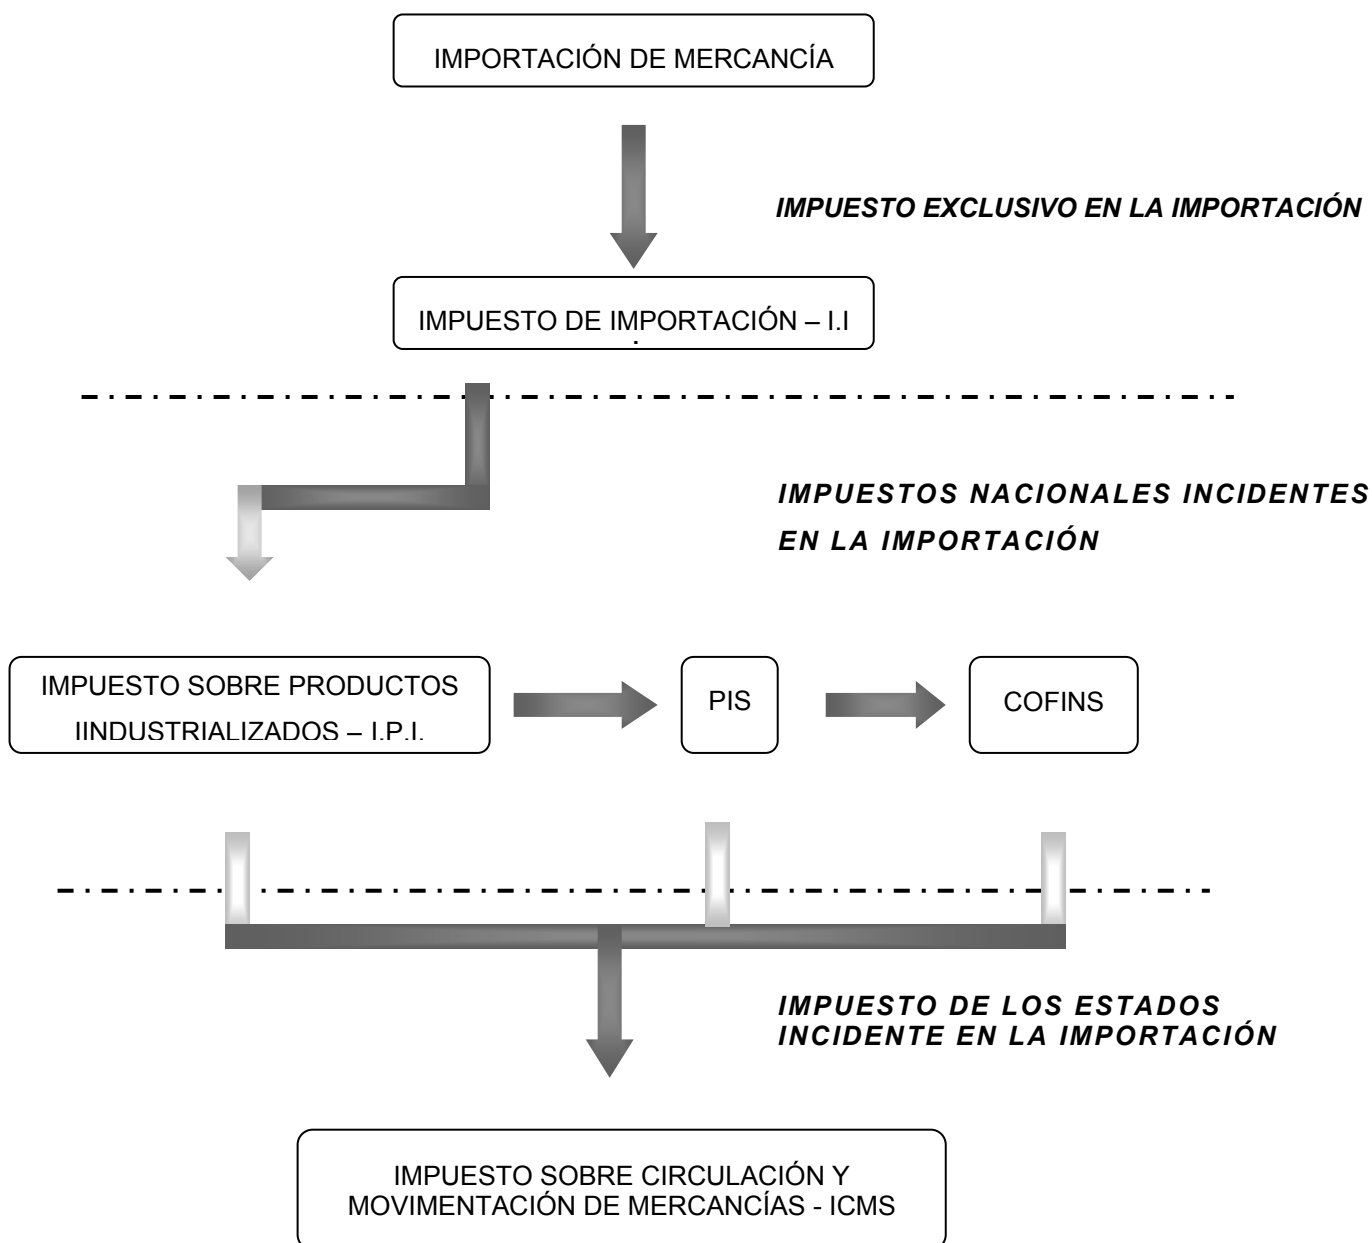 IMPORTACIÓN DE MERCANCÍA
IMPUESTO EXCLUSIVO EN LA IMPORTACIÓN
IMPUESTO DE IMPORTACIÓN – I.I
IMPUESTOS NACIONALES INCIDENTES
EN LA IMPORTACIÓN
IMPUESTO SOBRE PRODUCTOS
IINDUSTRIALIZADOS – I.P.I.
PIS
COFINS
IMPUESTO DE LOS ESTADOS
INCIDENTE EN LA IMPORTACIÓN
IMPUESTO SOBRE CIRCULACIÓN Y
MOVIMENTACIÓN DE MERCANCÍAS - ICMS